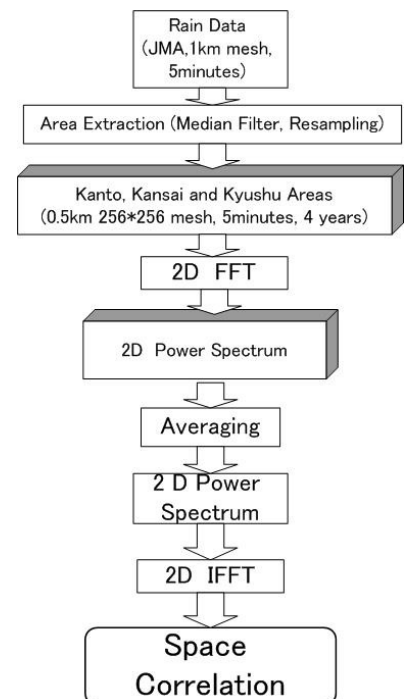 Rain Data
(JMA,1km mesh,
5minutes)
Area Extraction (Median Filter, Resampling)
Kanto, Kansai and Kyushu Areas
(0.5km 256*256 mesh, 5minutes, 4 years)
2D FFT
2D Power Spectrum
Averaging
2 D Power
Spectrum
2D IFFT
Space
Correlation